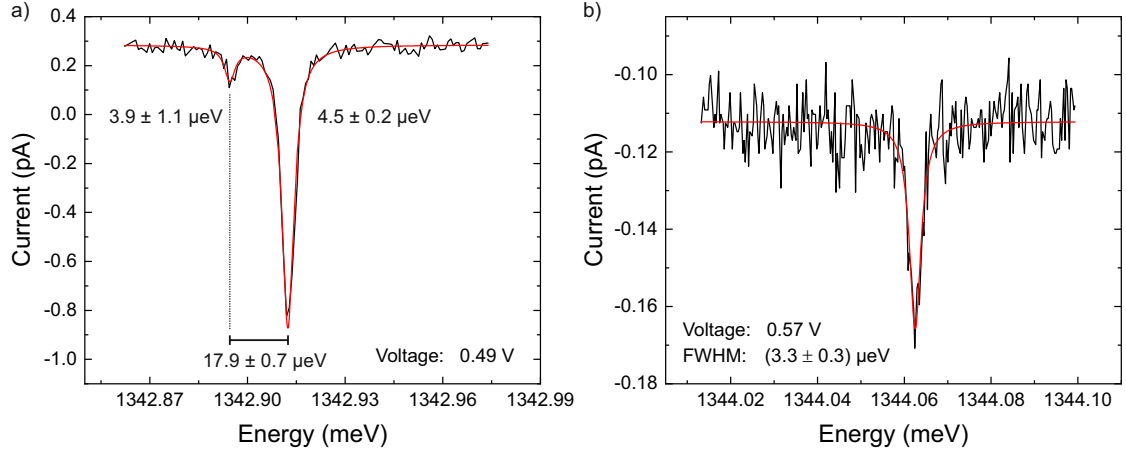 a)
0.4
0.2
0.0
-0.2
-0.4
-0.6
-0.8
-1.0
Current (pA)
3.9 ± 1.1 µeV
4.5 ± 0.2 µeV
17.9 ± 0.7 µeV
Voltage: 0.49 V
1342.87 1342.90 1342.93 1342.96 1342.99
Energy (meV)
b)
-0.10
-0.12
-0.14
-0.16
-0.18
Current (pA)
Voltage: 0.57 V
FWHM: (3.3 ± 0.3) µeV
1344.02 1344.04 1344.06 1344.08 1344.10
Energy (meV)